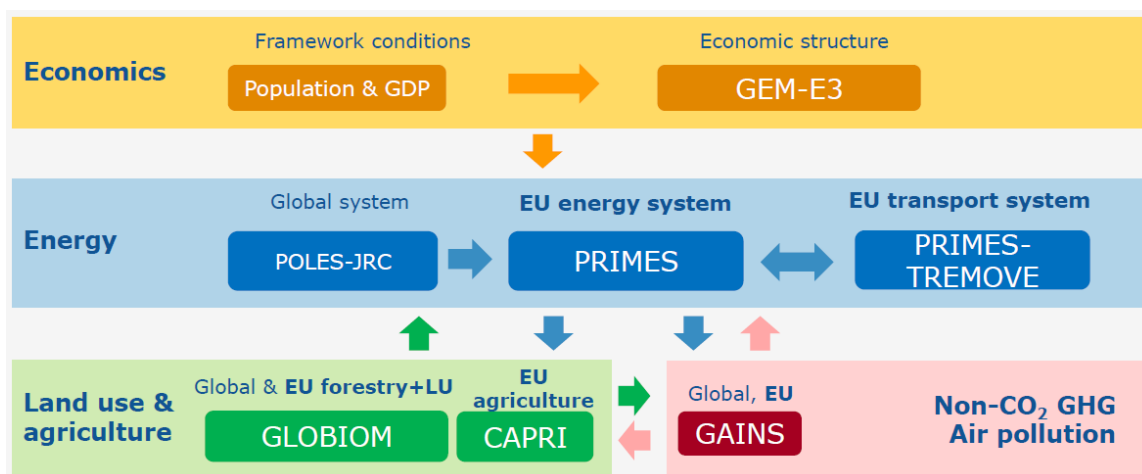 Framework conditions
Economic structure
Economics
Population & GDP
GEM-E3
Global system
EU energy system
EU transport system
Energy
POLES-JRC
PRIMES
PRIMES-
TREMOVE
Land use &
agriculture
Global & EU forestry+LU
EU
agriculture
GLOBIOM
CAPRI
Global, EU
GAINS
Non-CO₂ GHG
Air pollution